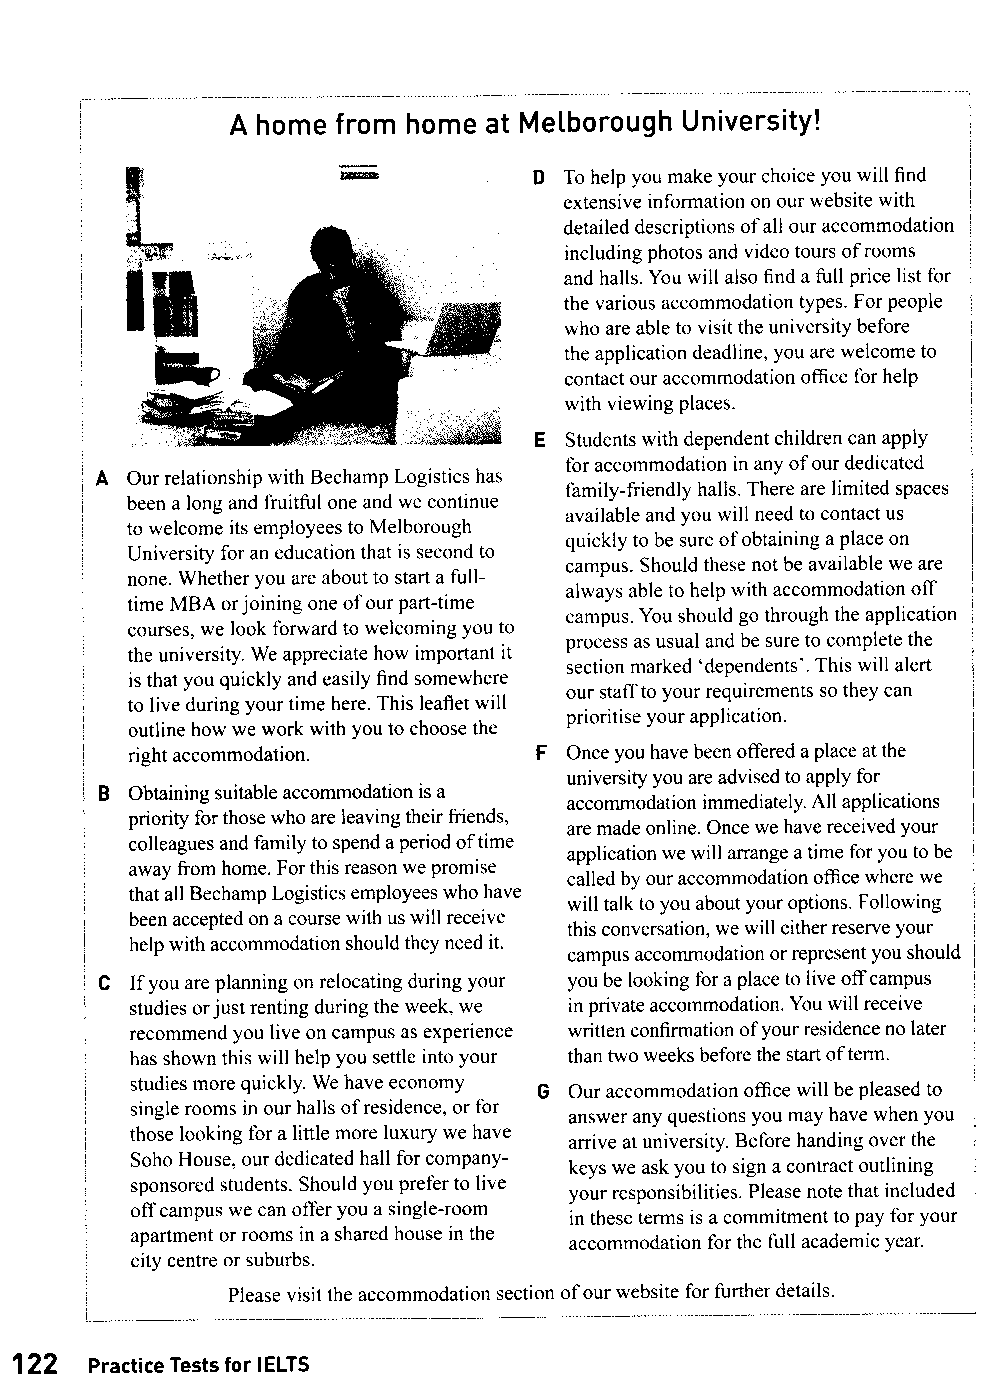 A home from home at Melborough University!
A Our relationship with Bechamp Logistics has
been a long and fruitful one and we continue
to welcome its employees to Melborough
University for an education that is second to
none. Whether you are about to start a full-
time MBA or joining one of our part-time
courses, we look forward to welcoming you to
the university. We appreciate how important it
is that you quickly and easily find somewhere
to live during your time here. This leaflet will
outline how we work with you to choose the
right accommodation.
B Obtaining suitable accommodation is a
priority for those who are leaving their friends,
colleagues and family to spend a period of time
away from home. For this reason we promise
that all Bechamp Logistics employees who have
been accepted on a course with us will receive
help with accommodation should they need it.
C If you are planning on relocating during your
studies or just renting during the week, we
recommend you live on campus as experience
has shown this will help you settle into your
studies more quickly. We have economy
single rooms in our halls of residence, or for
those looking for a little more luxury we have
Soho House, our dedicated hall for company-
sponsored students. Should you prefer to live
off campus we can offer you a single-room
apartment or rooms in a shared house in the
city centre or suburbs.
D To help you make your choice you will find
extensive information on our website with
detailed descriptions of all our accommodation
including photos and video tours of rooms
and halls. You will also find a full price list for
the various accommodation types. For people
who are able to visit the university before
the application deadline, you are welcome to
contact our accommodation office for help
with viewing places.
E Students with dependent children can apply
for accommodation in any of our dedicated
family-friendly halls. There are limited spaces
available and you will need to contact us
quickly to be sure of obtaining a place on
campus. Should these not be available we are
always able to help with accommodation off
campus. You should go through the application
process as usual and be sure to complete the
section marked ‘dependents’. This will alert
our staff to your requirements so they can
prioritise your application.
F Once you have been offered a place at the
university you are advised to apply for
accommodation immediately. All applications
are made online. Once we have received your
application we will arrange a time for you to be
called by our accommodation office where we
will talk to you about your options. Following
this conversation, we will either reserve your
campus accommodation or represent you should
you be looking for a place to live off campus
in private accommodation. You will receive
written confirmation of your residence no later
than two weeks before the start of term.
G Our accommodation office will be pleased to
answer any questions you may have when you
arrive at university. Before handing over the
keys we ask you to sign a contract outlining
your responsibilities. Please note that included
in these terms is a commitment to pay for your
accommodation for the full academic year.
Please visit the accommodation section of our website for further details.
122 Practice Tests for IELTS